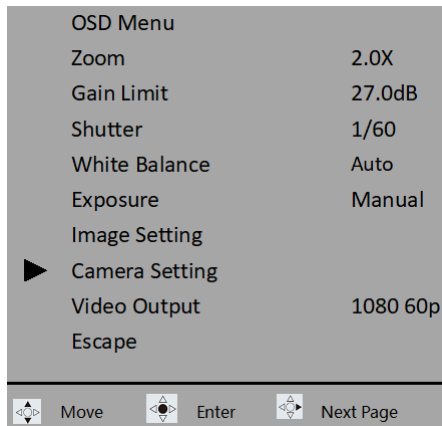 OSD Menu
Zoom 2.0X
Gain Limit 27.0dB
Shutter 1/60
White Balance Auto
Exposure Manual
Image Setting
Camera Setting
Video Output 1080 60p
Escape
Move Enter Next Page